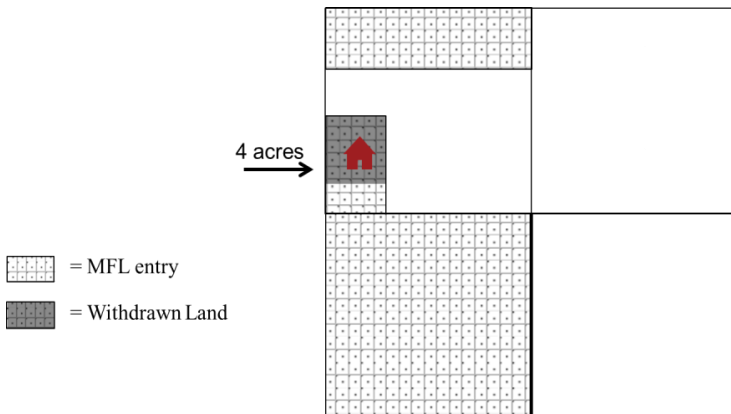 4 acres
= MFL entry
= Withdrawn Land